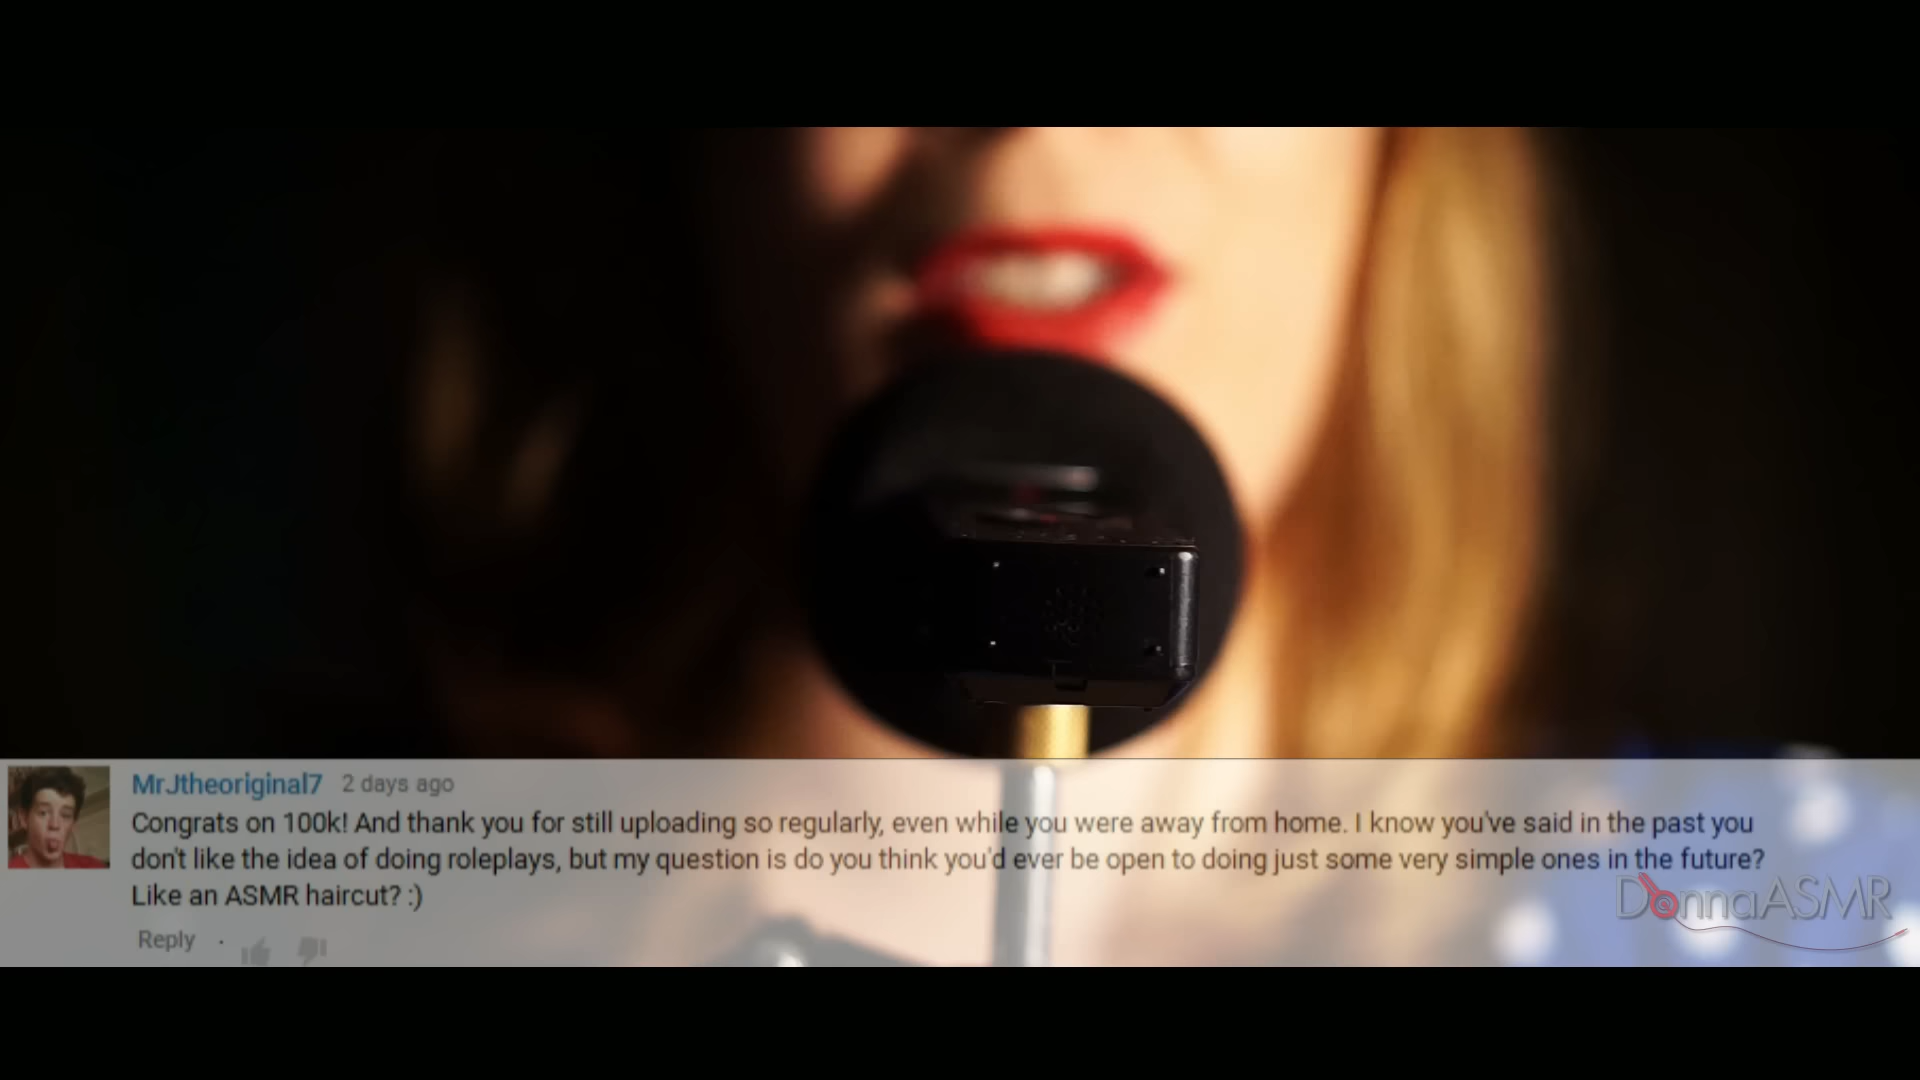 MrJtheoriginal7 2 days ago
Congrats on 100k! And thank you for still uploading so regularly, even while you were away from home. I know you've said in the past you
don't like the idea of doing roleplays, but my question is do you think you'd ever be open to doing just some very simple ones in the future?
Like an ASMR haircut? :)
Reply ·
DonnaASMR